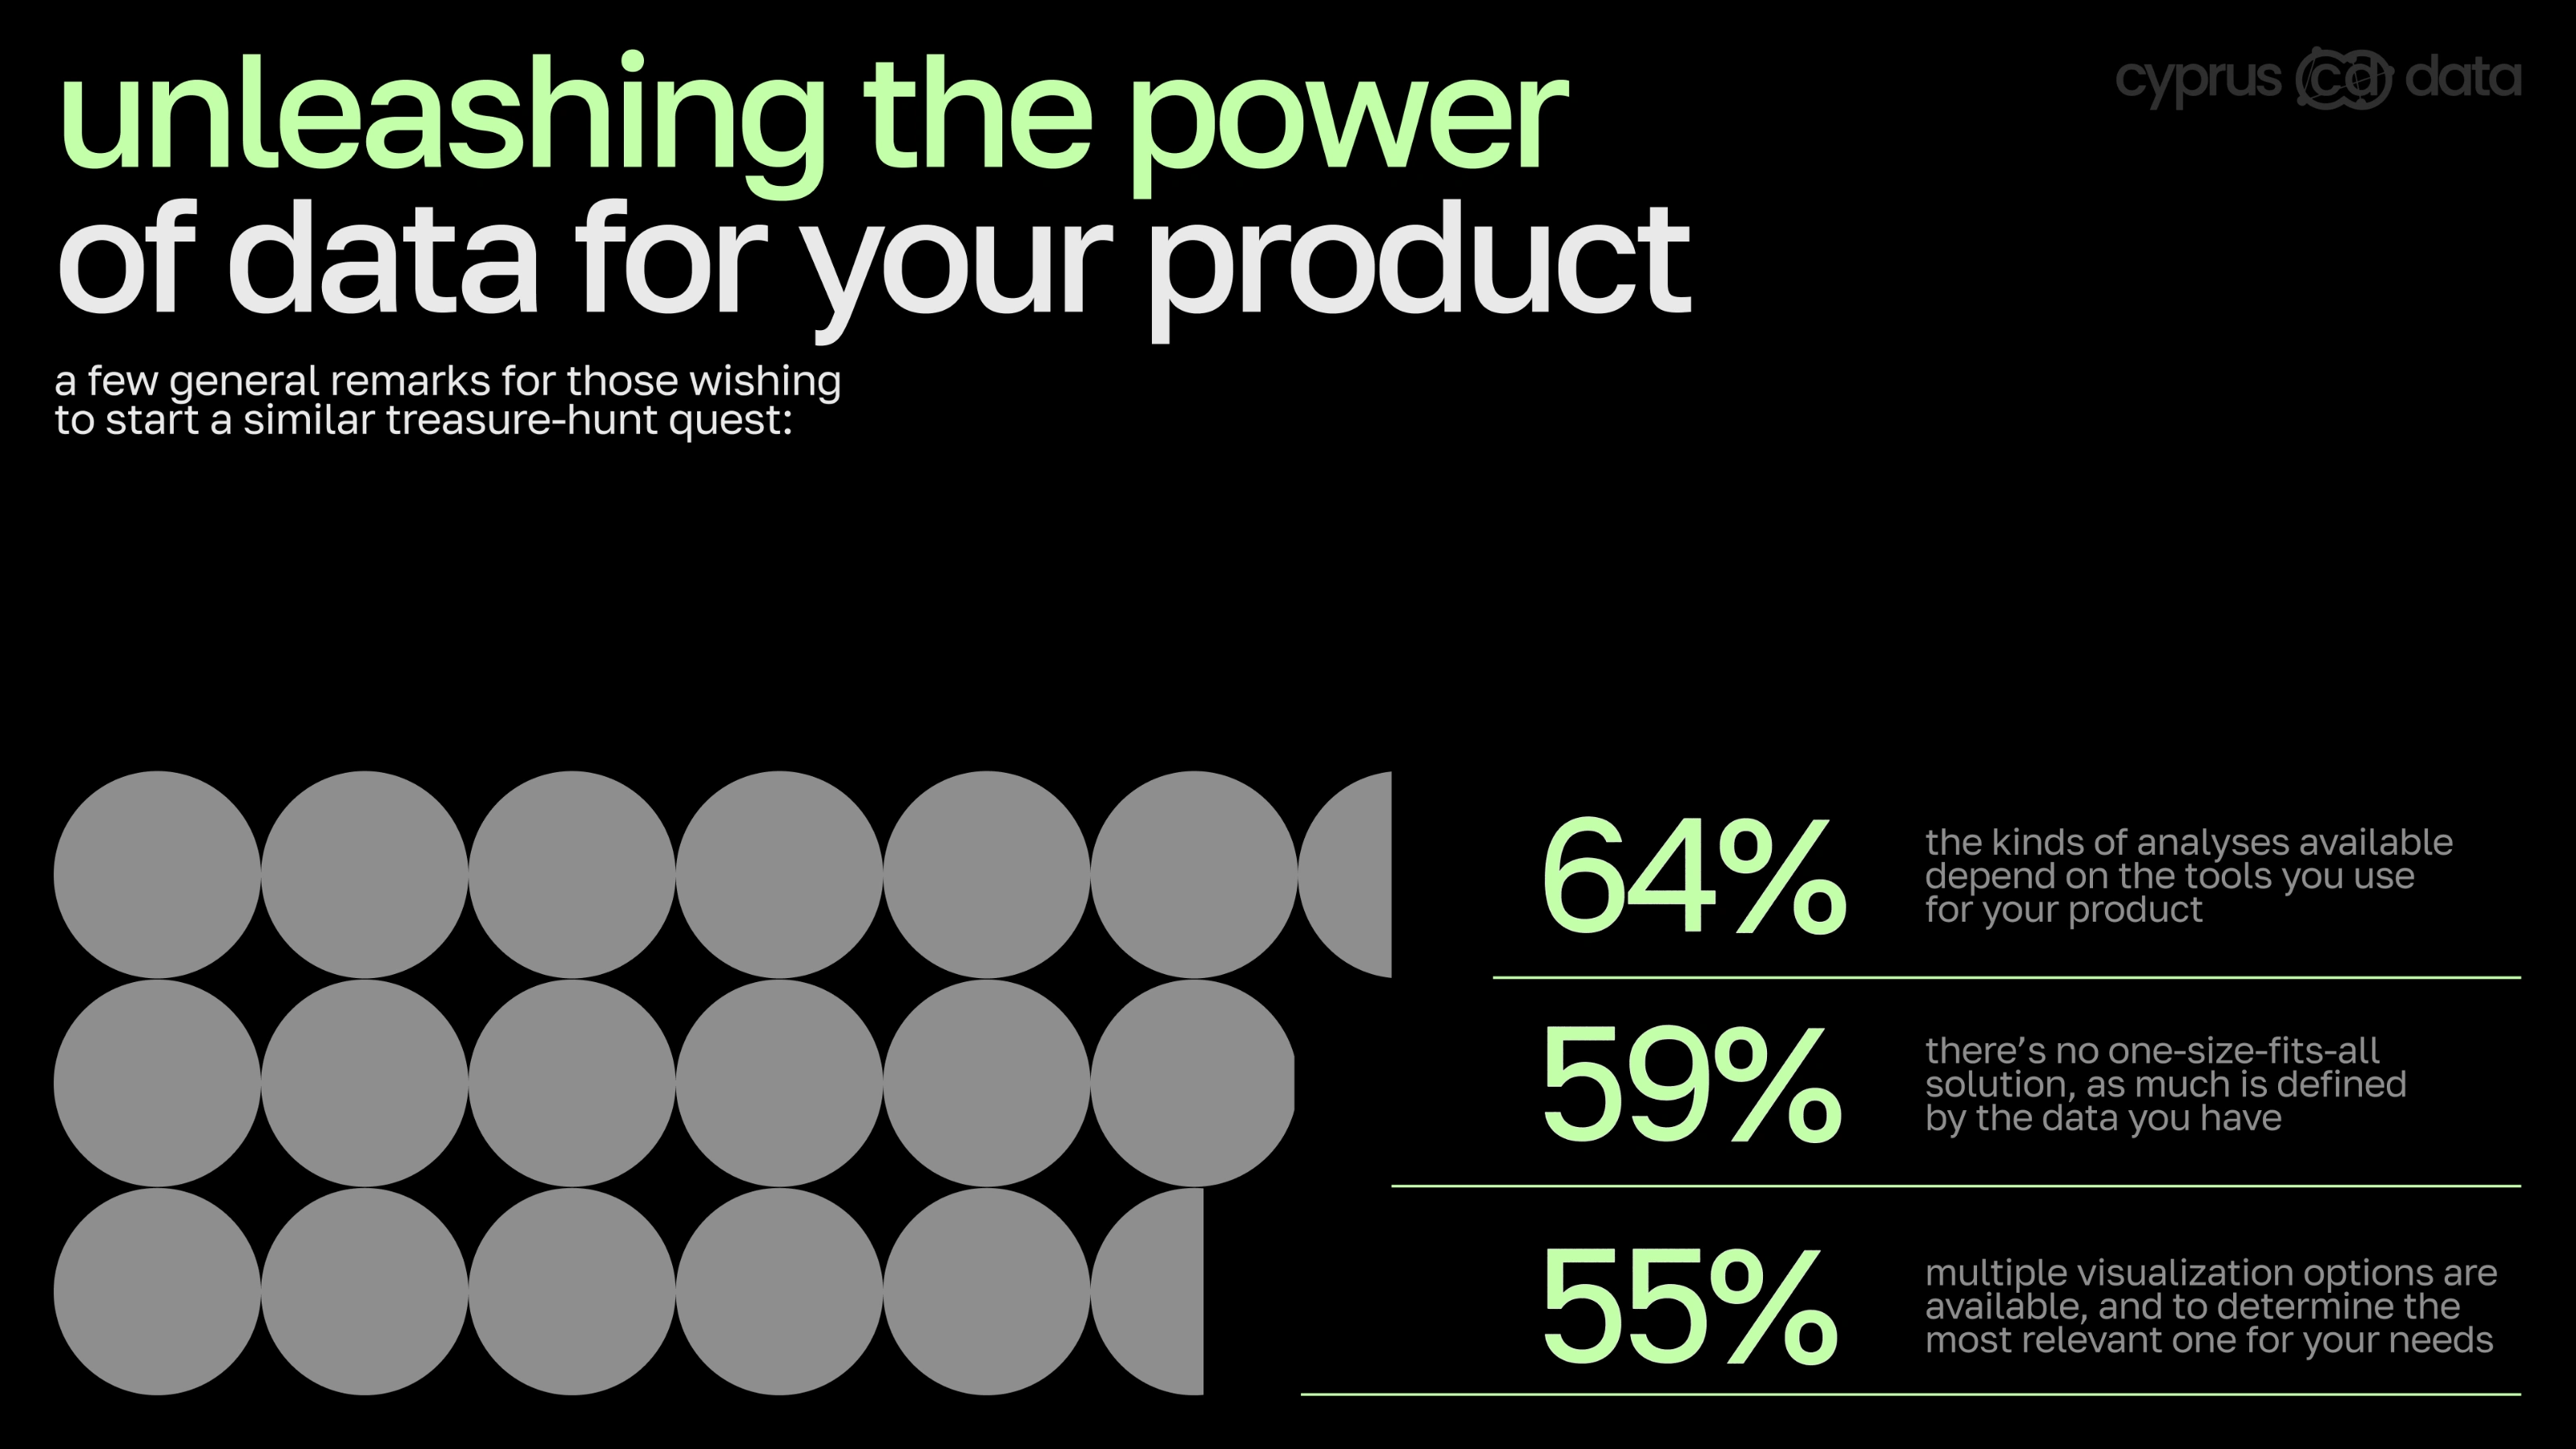 unleashing the power
of data for your product
cyprus cd data
a few general remarks for those wishing
to start a similar treasure-hunt quest:
64%
the kinds of analyses available
depend on the tools you use
for your product
59%
there’s no one-size-fits-all
solution, as much is defined
by the data you have
55%
multiple visualization options are
available, and to determine the
most relevant one for your needs